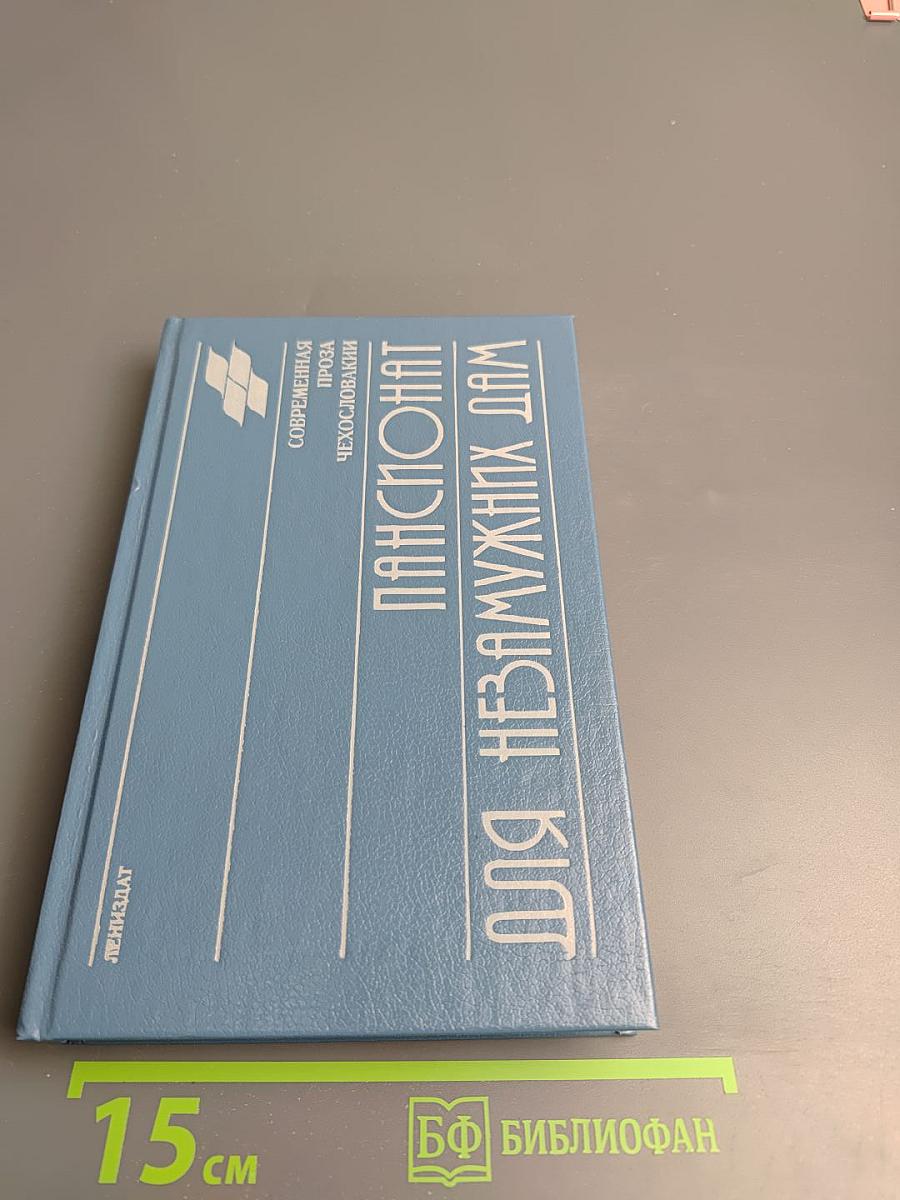 СОВРЕМЕННАЯ
ПРОЗА
ЧЕХОСЛОВАКИИ
ПАНСИОНАТ
ДЛЯ НЕЗАМУЖНИХ ДАМ
ЛЕНИЗДАТ
15 см
БФ БИБЛИОФАН